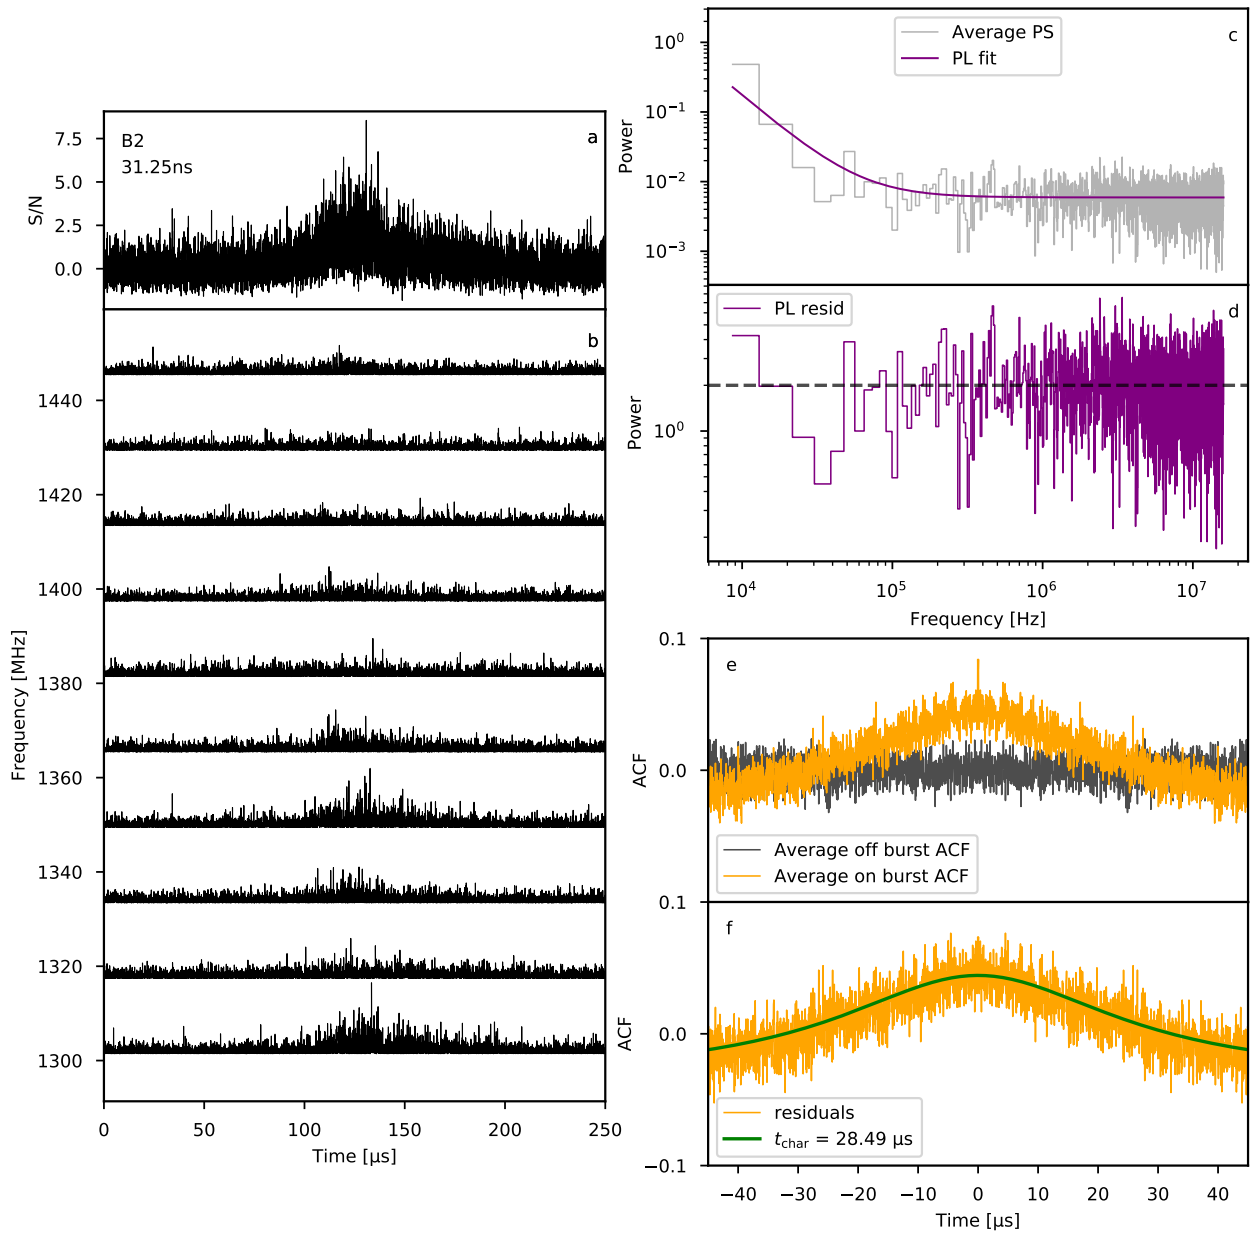 B2
31.25ns
a
7.5
5.0
2.5
0.0
S/N
b
1440
1420
1400
1380
1360
1340
1320
1300
Frequency [MHz]
0 50 100 150 200 250
Time [µs]
Average PS
PL fit
c
10⁰
10⁻¹
10⁻²
10⁻³
Power
PL resid
d
10⁰
Power
10⁴ 10⁵ 10⁶ 10⁷
Frequency [Hz]
0.1
e
0.0
ACF
Average off burst ACF
Average on burst ACF
0.1
f
0.0
ACF
residuals
t_char = 28.49 µs
−0.1
−40 −30 −20 −10 0 10 20 30 40
Time [µs]